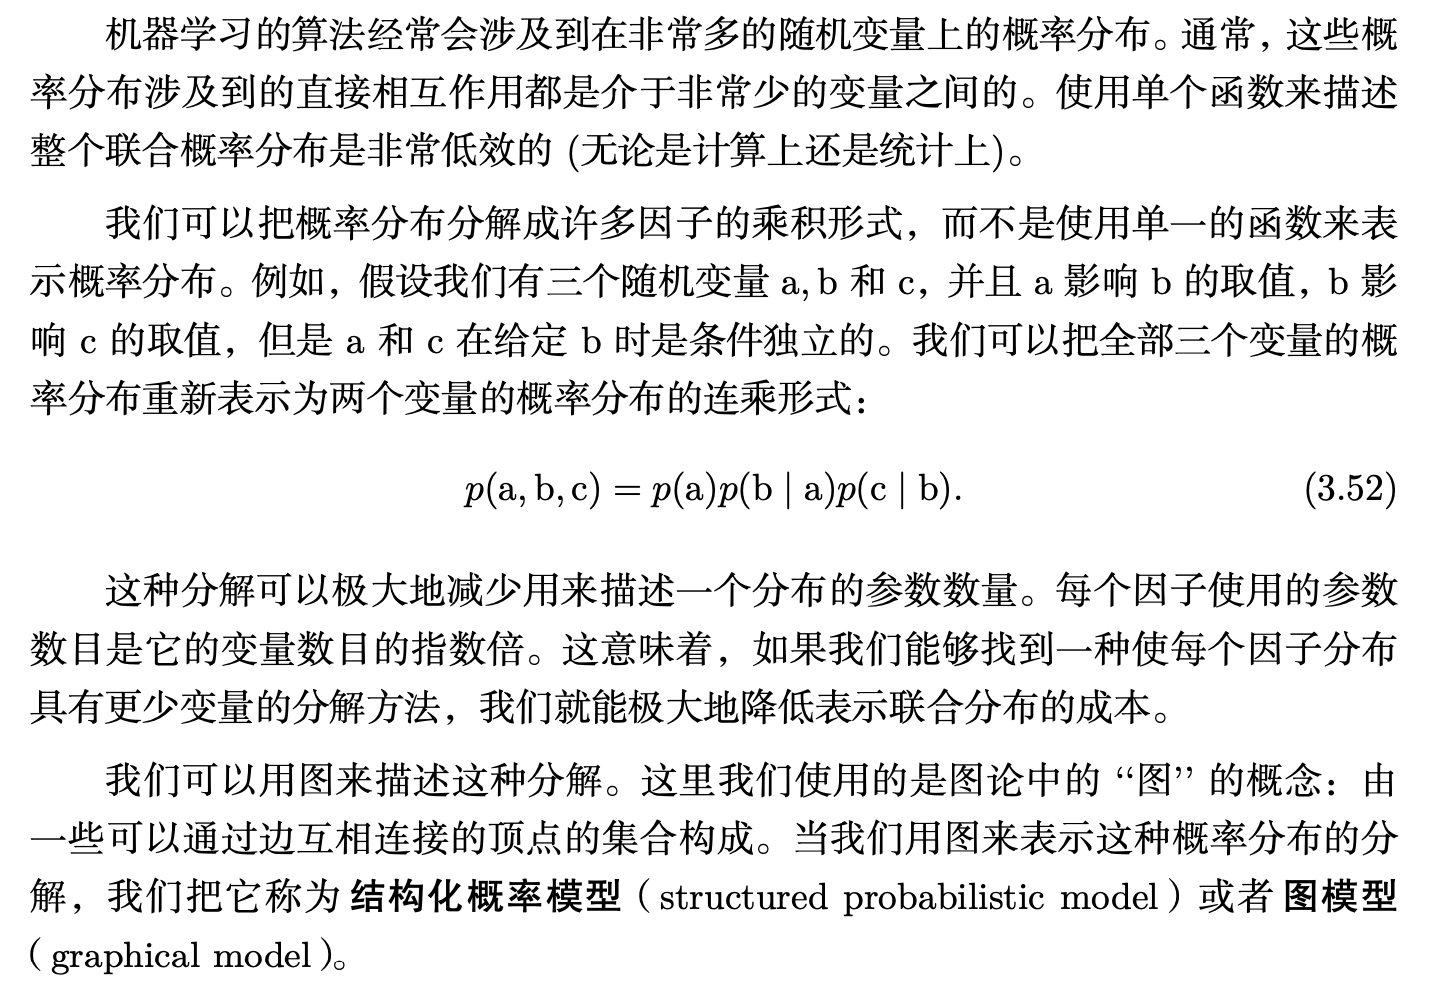 机器学习的算法经常会涉及到在非常多的随机变量上的概率分布。通常，这些概
率分布涉及到的直接相互作用都是介于非常少的变量之间的。使用单个函数来描述
整个联合概率分布是非常低效的 (无论是计算上还是统计上)。
我们可以把概率分布分解成许多因子的乘积形式，而不是使用单一的函数来表
示概率分布。例如，假设我们有三个随机变量 a, b 和 c，并且 a 影响 b 的取值，b 影
响 c 的取值，但是 a 和 c 在给定 b 时是条件独立的。我们可以把全部三个变量的概
率分布重新表示为两个变量的概率分布的连乘形式：
p(a, b, c) = p(a)p(b | a)p(c | b). (3.52)
这种分解可以极大地减少用来描述一个分布的参数数量。每个因子使用的参数
数目是它的变量数目的指数倍。这意味着，如果我们能够找到一种使每个因子分布
具有更少变量的分解方法，我们就能极大地降低表示联合分布的成本。
我们可以用图来描述这种分解。这里我们使用的是图论中的 “图” 的概念：由
一些可以通过边互相连接的顶点的集合构成。当我们用图来表示这种概率分布的分
解，我们把它称为 结构化概率模型（structured probabilistic model）或者 图模型
（graphical model）。